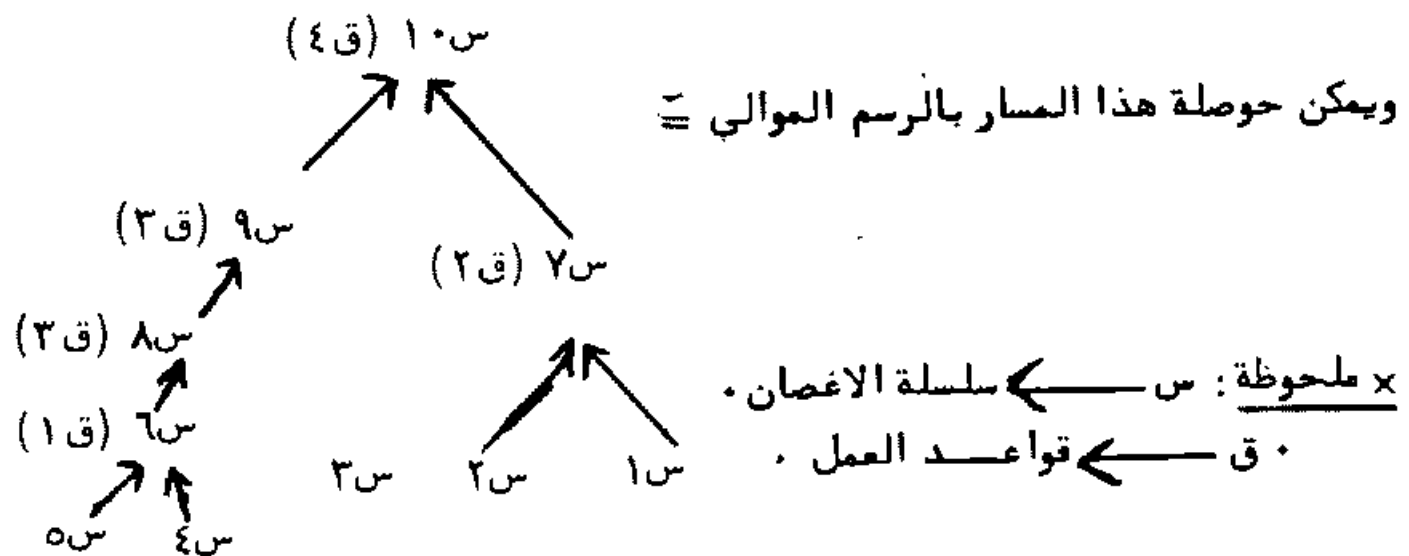 س١٠ (ق٤)
ويمكن حوصلة هذا المسار بالرسم الموالي =
س٩ (ق٣)
س٧ (ق٢)
س٨ (ق٣)
× ملحوظة : س ← سلسلة الاغصان .
س٦ (ق١)
. ق ← قواعد العمل .
س١ س٢ س٣
س٤ س٥